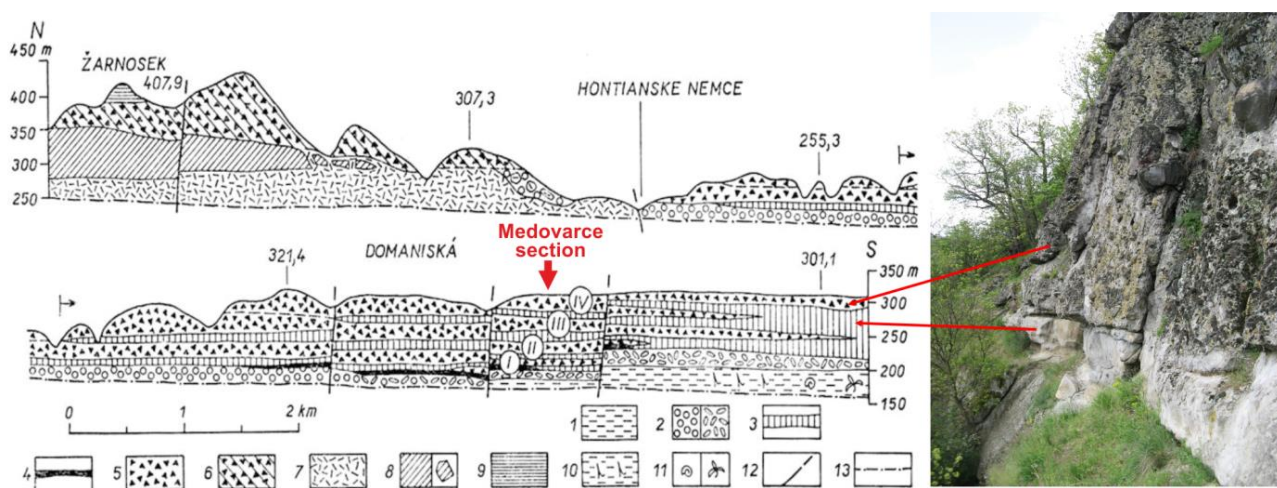 N
450 m
400
350
300
250
ŽARNOSEK
407,9
307,3
HONTIANSKE NEMCE
255,3
Medovarce
section
321,4
DOMANISKÁ
301,1
S
350 m
300
250
200
150
I
II
III
IV
0 1 2 km
1 2 3
4 5 6 7 8 9 10 11 12 13